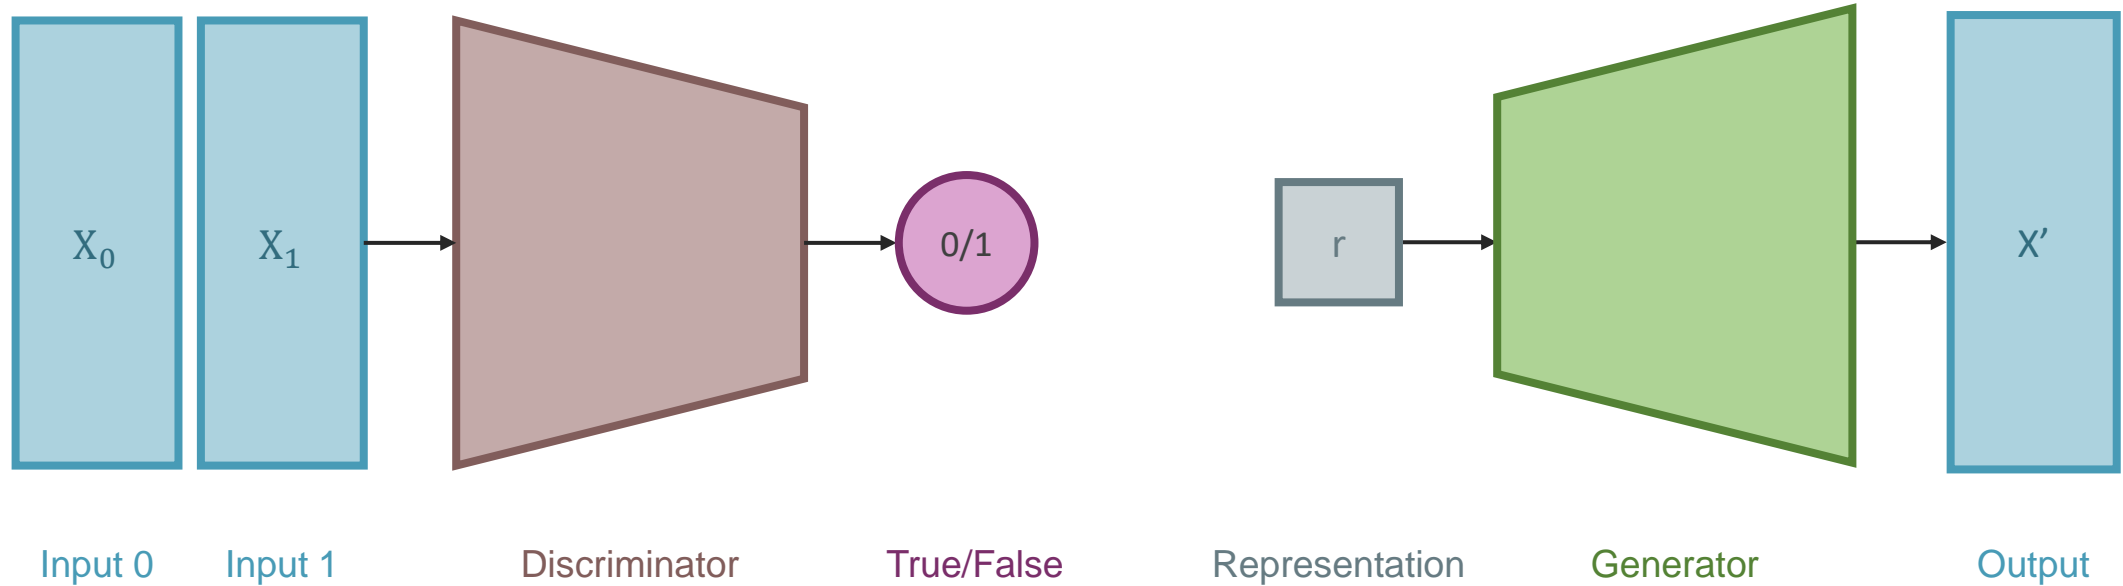 X₀ X₁ 0/1 r X’
Input 0 Input 1 Discriminator True/False Representation Generator Output